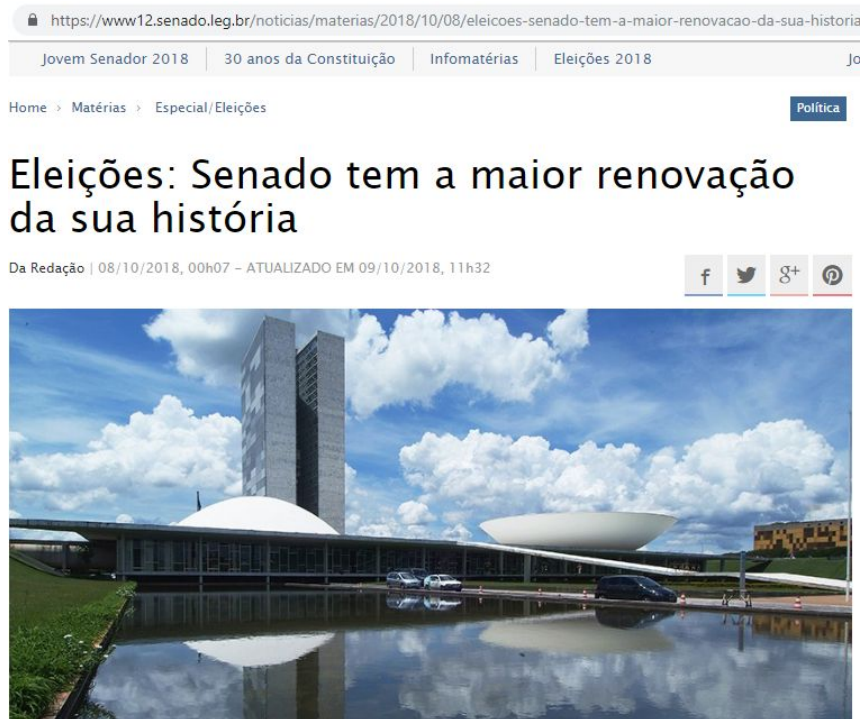 https://www12.senado.leg.br/noticias/materias/2018/10/08/eleicoes-senado-tem-a-maior-renovacao-da-sua-historia
Jovem Senador 2018 30 anos da Constituição Infomatérias Eleições 2018 Jo
Home > Matérias > Especial/Eleições Política
Eleições: Senado tem a maior renovação
da sua história
Da Redação | 08/10/2018, 00h07 – ATUALIZADO EM 09/10/2018, 11h32
f g+